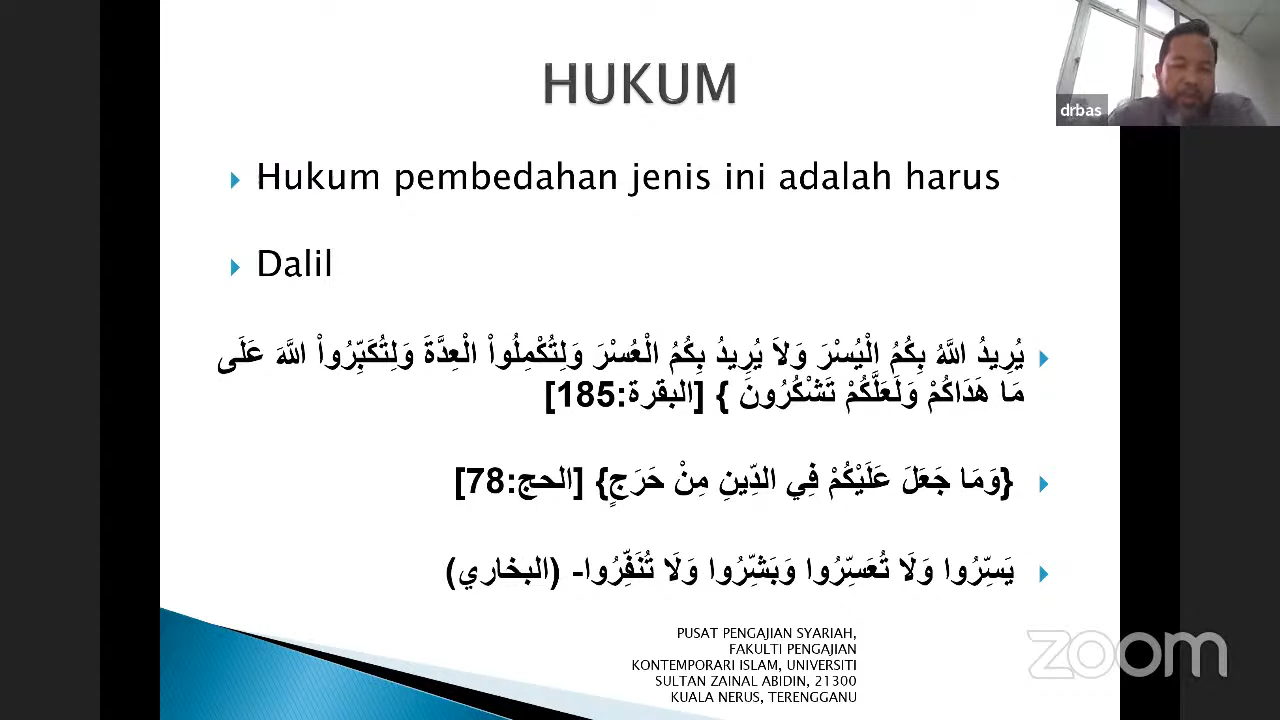 HUKUM
drbas
Hukum pembedahan jenis ini adalah harus
Dalil
يُرِيدُ اللّهُ بِكُمُ الْيُسْرَ وَلاَ يُرِيدُ بِكُمُ الْعُسْرَ وَلِتُكْمِلُواْ الْعِدَّةَ وَلِتُكَبِّرُواْ اللّهَ عَلَى
مَا هَدَاكُمْ وَلَعَلَّكُمْ تَشْكُرُونَ } [البقرة:185]
{وَمَا جَعَلَ عَلَيْكُمْ فِي الدِّينِ مِنْ حَرَجٍ} [الحج:78]
يَسِّرُوا وَلَا تُعَسِّرُوا وَبَشِّرُوا وَلَا تُنَفِّرُوا- (البخاري)
PUSAT PENGAJIAN SYARIAH,
FAKULTI PENGAJIAN
KONTEMPORARI ISLAM, UNIVERSITI
SULTAN ZAINAL ABIDIN, 21300
KUALA NERUS, TERENGGANU
zoom